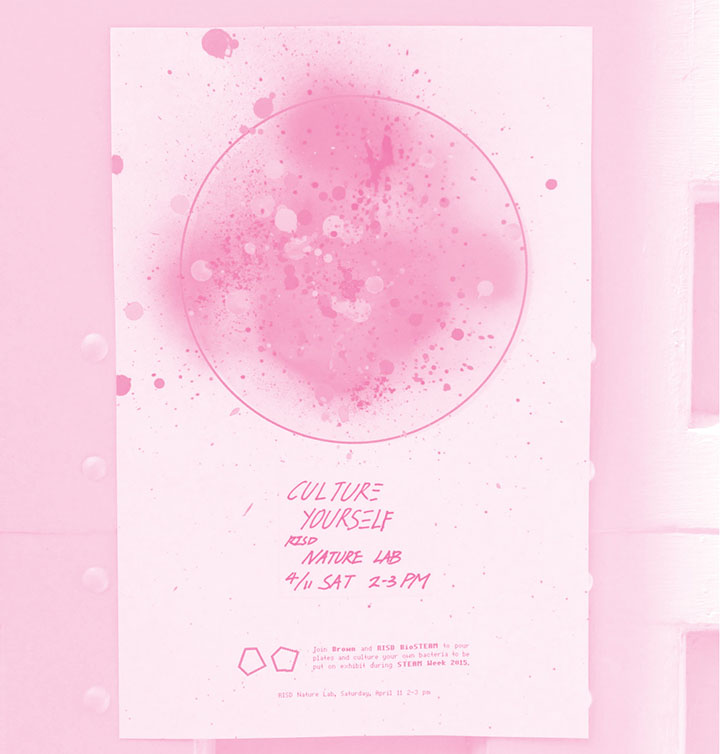 CULTURE
YOURSELF
RISD
NATURE LAB
4/11 SAT 2-3 PM
Join Brown and RISD BioSTEAM to pour
plates and culture your own bacteria to be
put on exhibit during STEAM Week 2015.
RISD Nature Lab, Saturday, April 11 2-3 pm